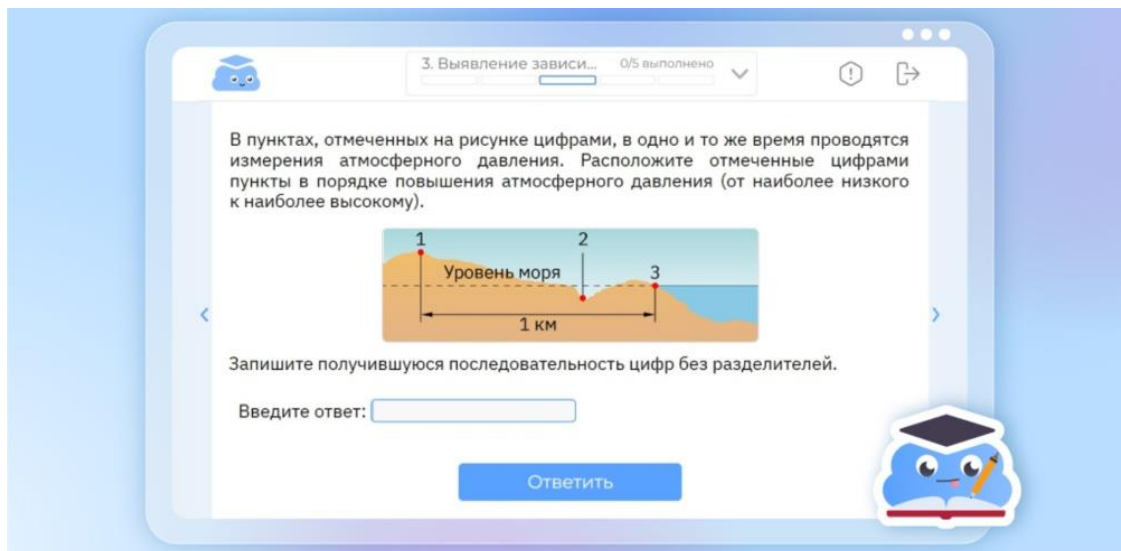 3. Выявление зависи... 0/5 выполнено
В пунктах, отмеченных на рисунке цифрами, в одно и то же время проводятся
измерения атмосферного давления. Расположите отмеченные цифрами
пункты в порядке повышения атмосферного давления (от наиболее низкого
к наиболее высокому).
1 2
Уровень моря 3
1 км
Запишите получившуюся последовательность цифр без разделителей.
Введите ответ:
Ответить